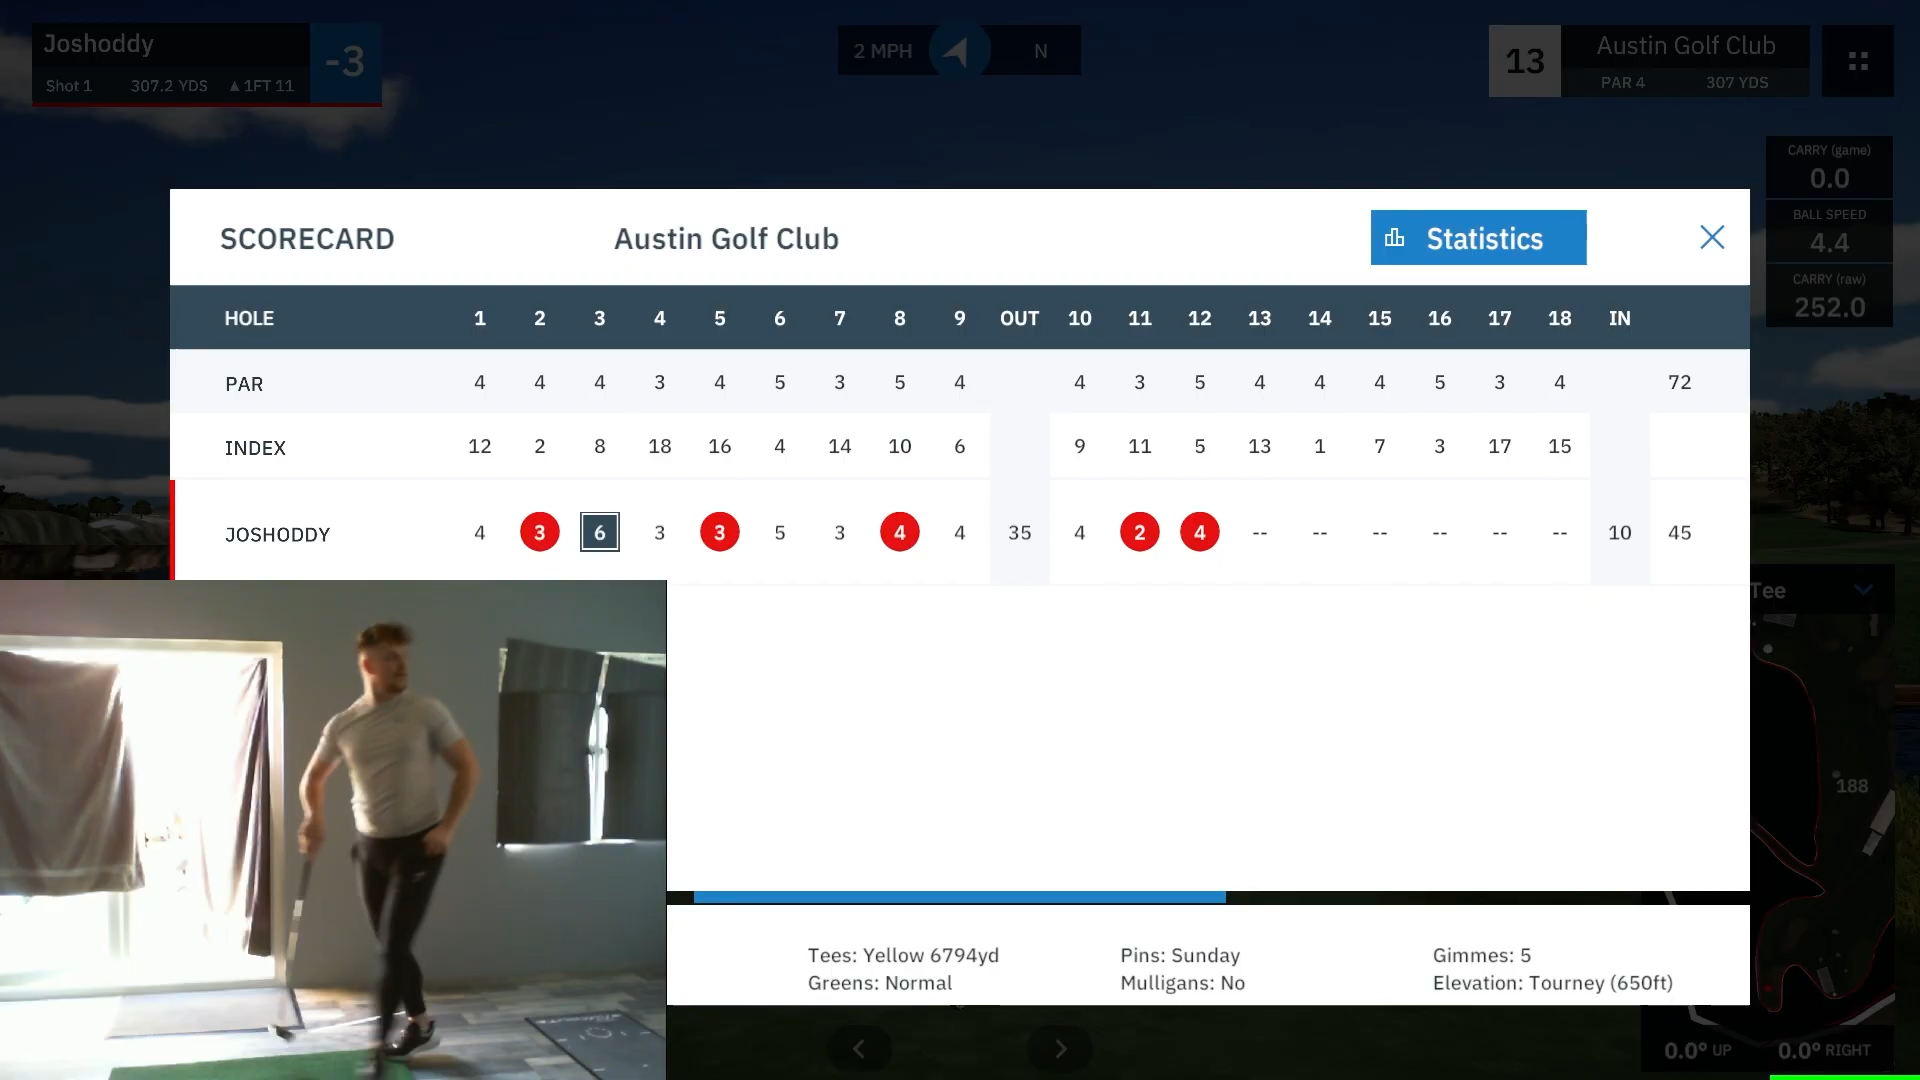 Joshoddy
Shot 1 307.2 YDS ▲1FT 11
-3
2 MPH N
13
Austin Golf Club
PAR 4 307 YDS
CARRY (game)
0.0
BALL SPEED
4.4
CARRY (raw)
252.0
SCORECARD Austin Golf Club Statistics
HOLE 1 2 3 4 5 6 7 8 9 OUT 10 11 12 13 14 15 16 17 18 IN
PAR 4 4 4 3 4 5 3 5 4 4 3 5 4 4 4 5 3 4 72
INDEX 12 2 8 18 16 4 14 10 6 9 11 5 13 1 7 3 17 15
JOSHODDY 4 3 6 3 3 5 3 4 4 35 4 2 4 -- -- -- -- -- -- 10 45
Tee
188
Tees: Yellow 6794yd Pins: Sunday Gimmes: 5
Greens: Normal Mulligans: No Elevation: Tourney (650ft)
0.0° UP 0.0° RIGHT